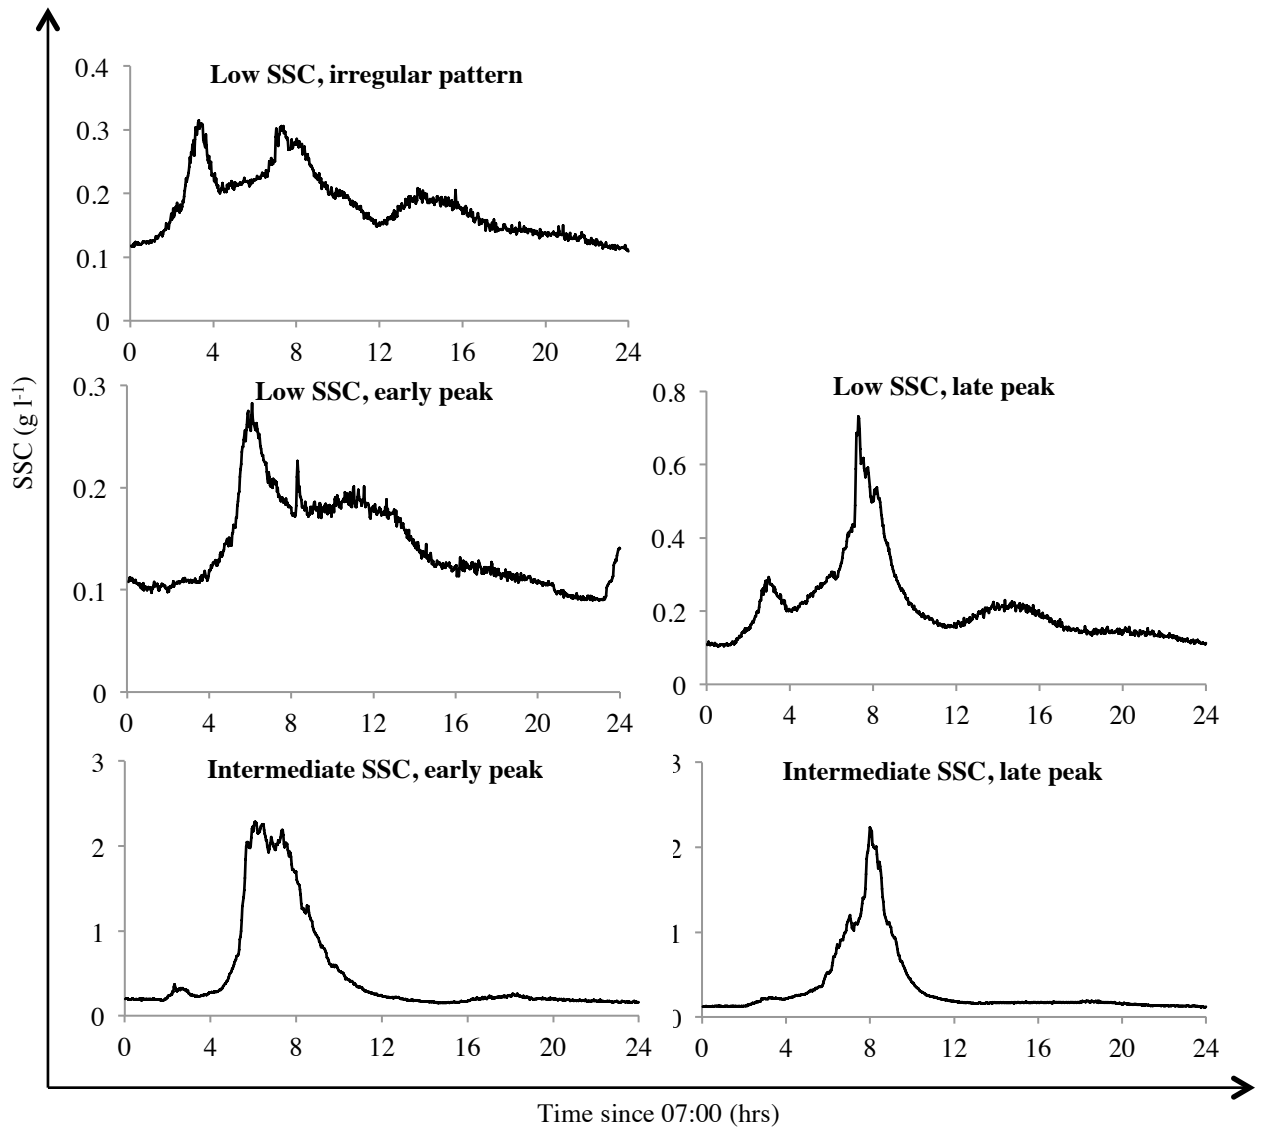 Low SSC, irregular pattern
0.4
0.3
0.2
0.1
0
0 4 8 12 16 20 24
Low SSC, early peak
0.3
0.2
0.1
0
0 4 8 12 16 20 24
Low SSC, late peak
0.8
0.6
0.4
0.2
0
0 4 8 12 16 20 24
Intermediate SSC, early peak
3
2
1
0
0 4 8 12 16 20 24
Intermediate SSC, late peak
3
2
1
0
0 4 8 12 16 20 24
SSC (g l⁻¹)
Time since 07:00 (hrs)